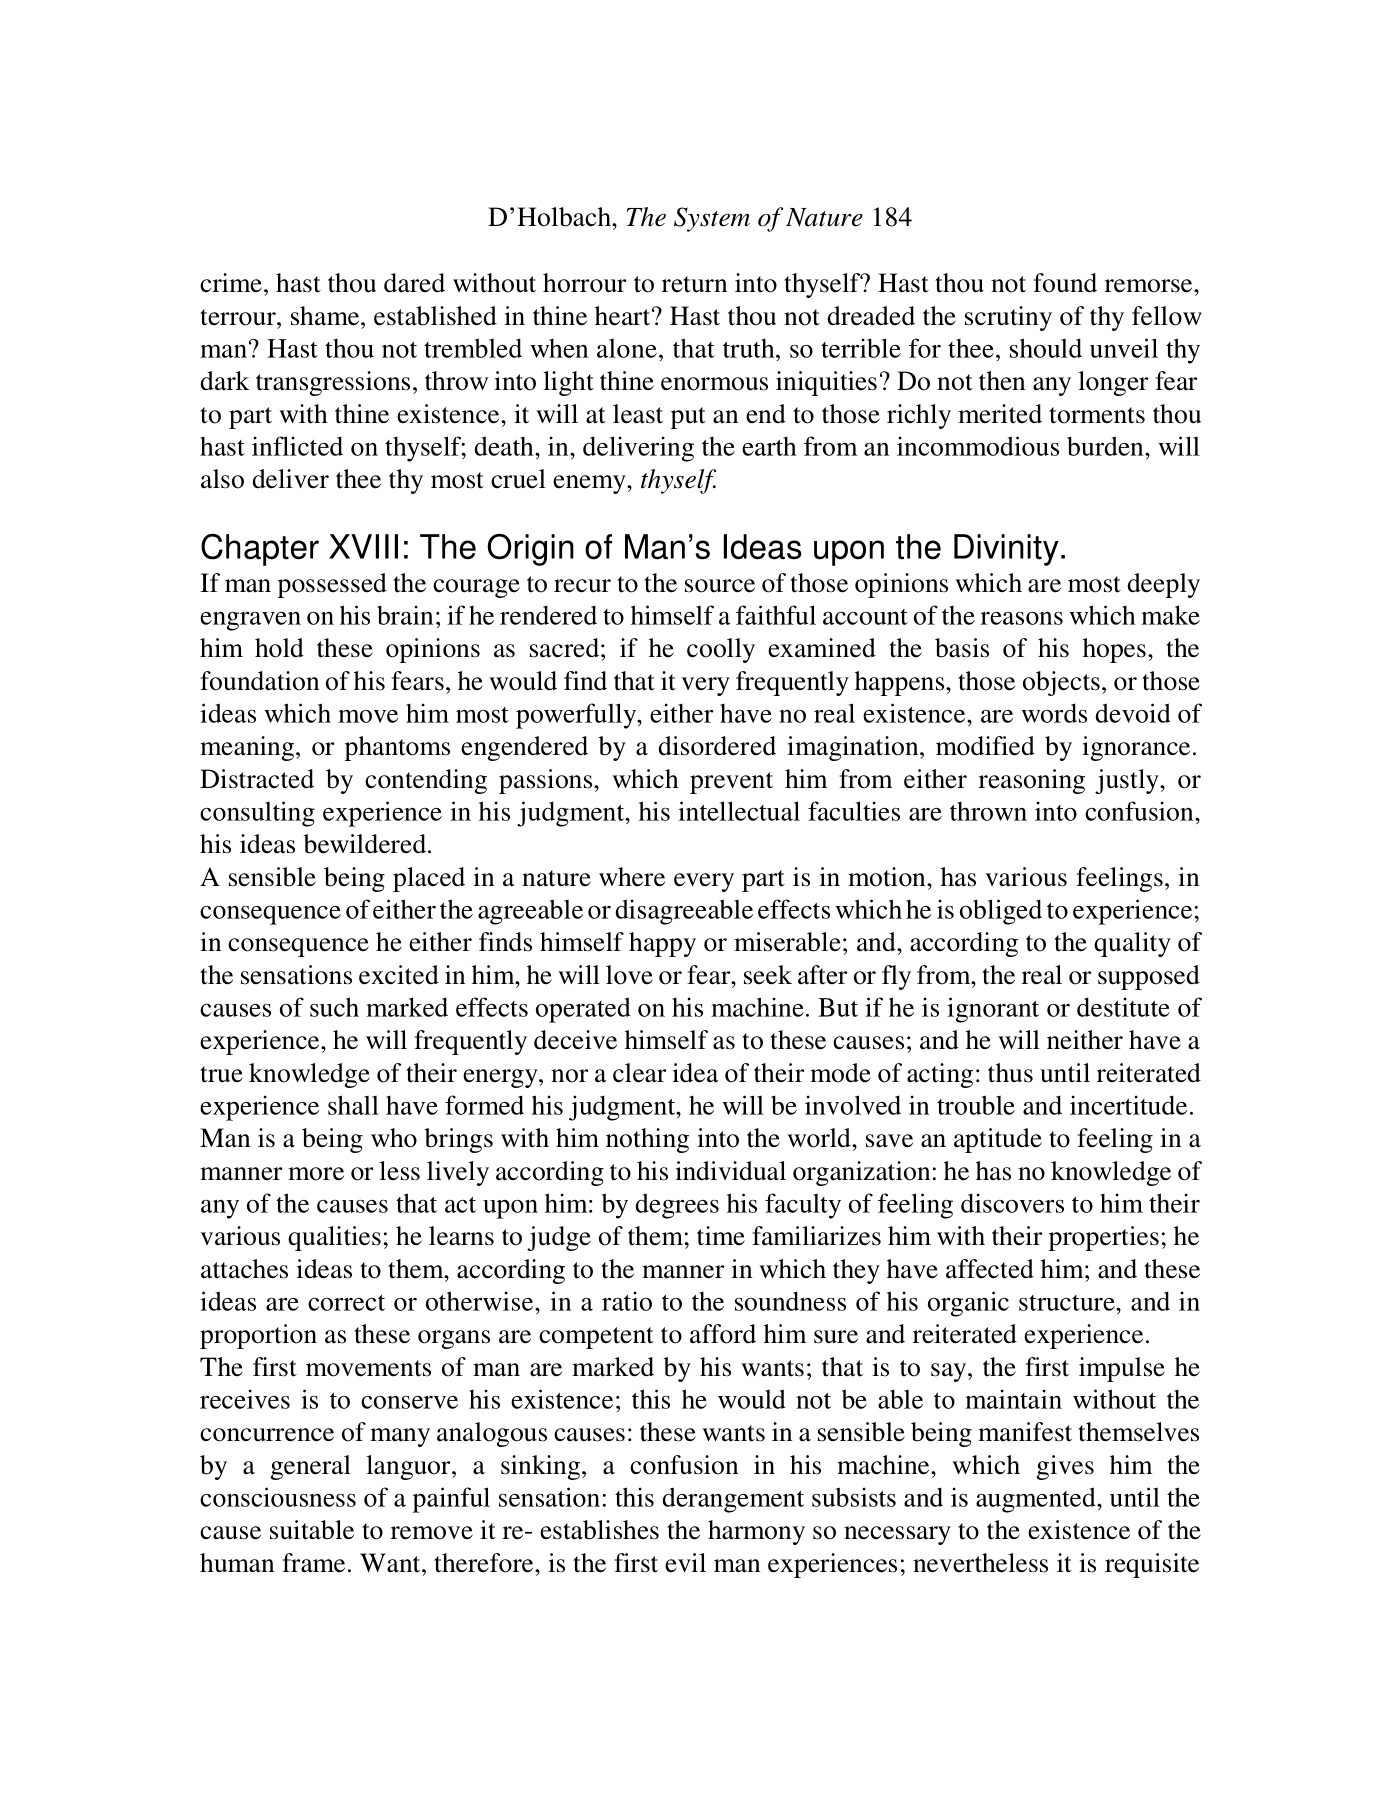 D’Holbach, The System of Nature 184
crime, hast thou dared without horrour to return into thyself? Hast thou not found remorse,
terrour, shame, established in thine heart? Hast thou not dreaded the scrutiny of thy fellow
man? Hast thou not trembled when alone, that truth, so terrible for thee, should unveil thy
dark transgressions, throw into light thine enormous iniquities? Do not then any longer fear
to part with thine existence, it will at least put an end to those richly merited torments thou
hast inflicted on thyself; death, in, delivering the earth from an incommodious burden, will
also deliver thee thy most cruel enemy, thyself.
Chapter XVIII: The Origin of Man’s Ideas upon the Divinity.
If man possessed the courage to recur to the source of those opinions which are most deeply
engraven on his brain; if he rendered to himself a faithful account of the reasons which make
him hold these opinions as sacred; if he coolly examined the basis of his hopes, the
foundation of his fears, he would find that it very frequently happens, those objects, or those
ideas which move him most powerfully, either have no real existence, are words devoid of
meaning, or phantoms engendered by a disordered imagination, modified by ignorance.
Distracted by contending passions, which prevent him from either reasoning justly, or
consulting experience in his judgment, his intellectual faculties are thrown into confusion,
his ideas bewildered.
A sensible being placed in a nature where every part is in motion, has various feelings, in
consequence of either the agreeable or disagreeable effects which he is obliged to experience;
in consequence he either finds himself happy or miserable; and, according to the quality of
the sensations excited in him, he will love or fear, seek after or fly from, the real or supposed
causes of such marked effects operated on his machine. But if he is ignorant or destitute of
experience, he will frequently deceive himself as to these causes; and he will neither have a
true knowledge of their energy, nor a clear idea of their mode of acting: thus until reiterated
experience shall have formed his judgment, he will be involved in trouble and incertitude.
Man is a being who brings with him nothing into the world, save an aptitude to feeling in a
manner more or less lively according to his individual organization: he has no knowledge of
any of the causes that act upon him: by degrees his faculty of feeling discovers to him their
various qualities; he learns to judge of them; time familiarizes him with their properties; he
attaches ideas to them, according to the manner in which they have affected him; and these
ideas are correct or otherwise, in a ratio to the soundness of his organic structure, and in
proportion as these organs are competent to afford him sure and reiterated experience.
The first movements of man are marked by his wants; that is to say, the first impulse he
receives is to conserve his existence; this he would not be able to maintain without the
concurrence of many analogous causes: these wants in a sensible being manifest themselves
by a general languor, a sinking, a confusion in his machine, which gives him the
consciousness of a painful sensation: this derangement subsists and is augmented, until the
cause suitable to remove it re- establishes the harmony so necessary to the existence of the
human frame. Want, therefore, is the first evil man experiences; nevertheless it is requisite